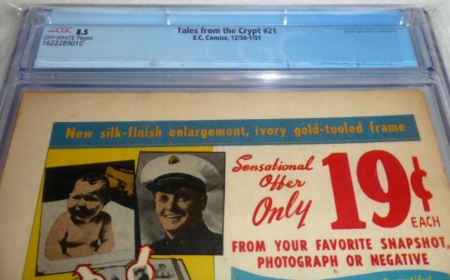 CGC 8.5
OFF-WHITE Pages
1622289010
Tales from the Crypt #21
E.C. Comics, 12/50-1/51
New silk-finish enlargement, ivory gold-tooled frame
Sensational
Offer
Only
19¢
EACH
FROM YOUR FAVORITE SNAPSHOT,
PHOTOGRAPH OR NEGATIVE